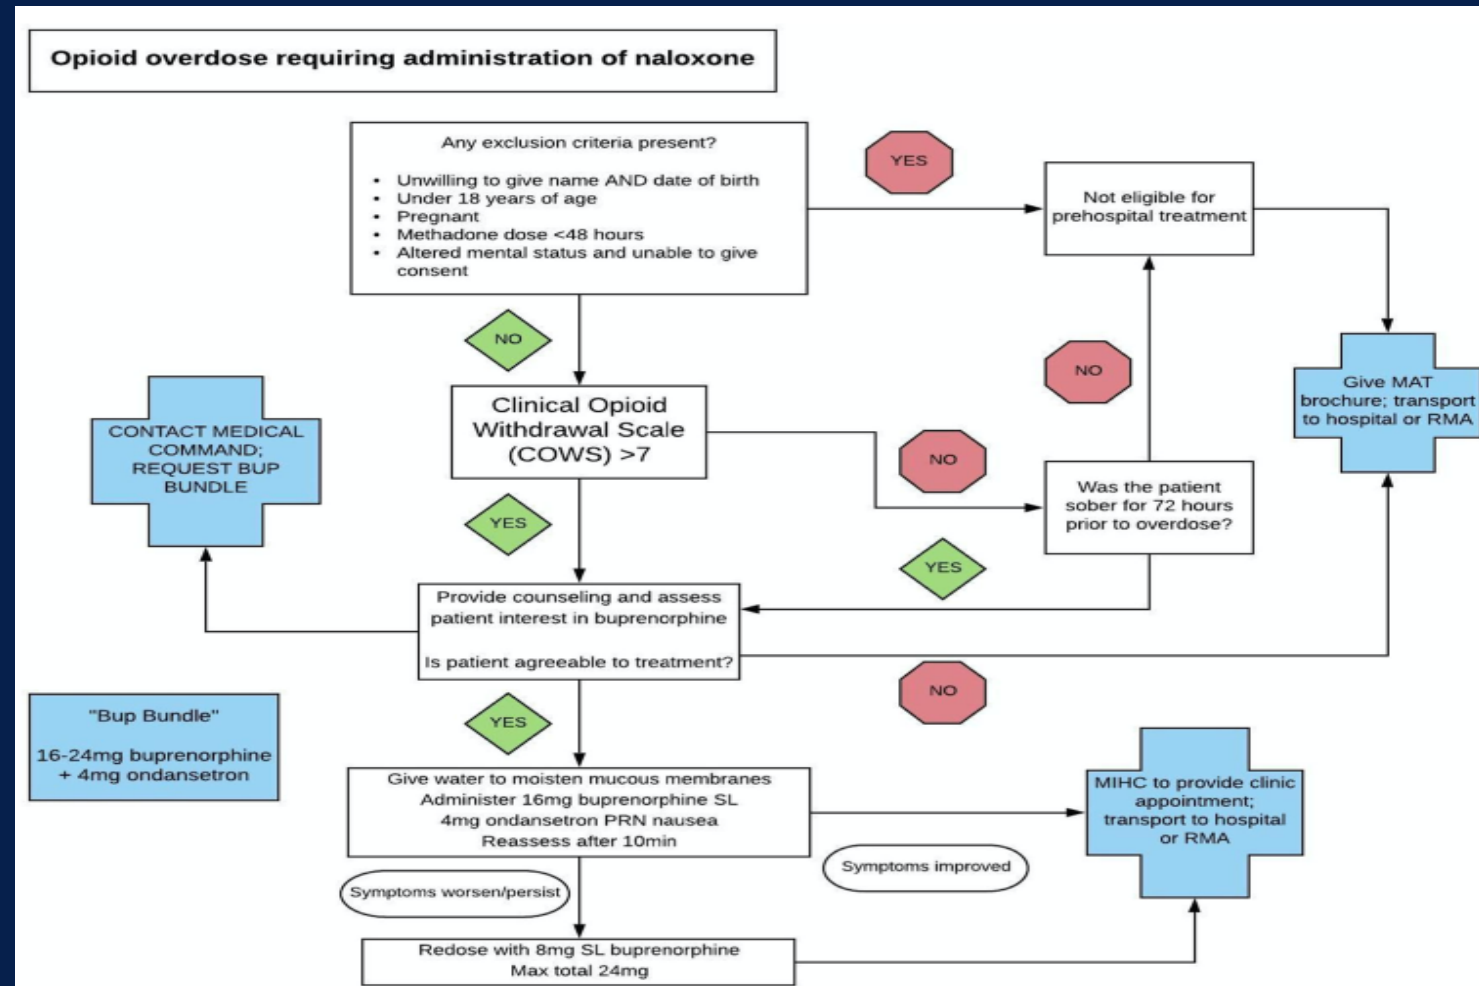 Opioid overdose requiring administration of naloxone
Any exclusion criteria present?
• Unwilling to give name AND date of birth
• Under 18 years of age
• Pregnant
• Methadone dose <48 hours
• Altered mental status and unable to give
consent
YES
Not eligible for
prehospital treatment
NO
Clinical Opioid
Withdrawal Scale
(COWS) >7
NO
NO
Give MAT
brochure; transport
to hospital or RMA
CONTACT MEDICAL
COMMAND;
REQUEST BUP
BUNDLE
Was the patient
sober for 72 hours
prior to overdose?
YES
YES
Provide counseling and assess
patient interest in buprenorphine
Is patient agreeable to treatment?
NO
YES
"Bup Bundle"
16-24mg buprenorphine
+ 4mg ondansetron
Give water to moisten mucous membranes
Administer 16mg buprenorphine SL
4mg ondansetron PRN nausea
Reassess after 10min
MIHC to provide clinic
appointment;
transport to hospital
or RMA
Symptoms improved
Symptoms worsen/persist
Redose with 8mg SL buprenorphine
Max total 24mg